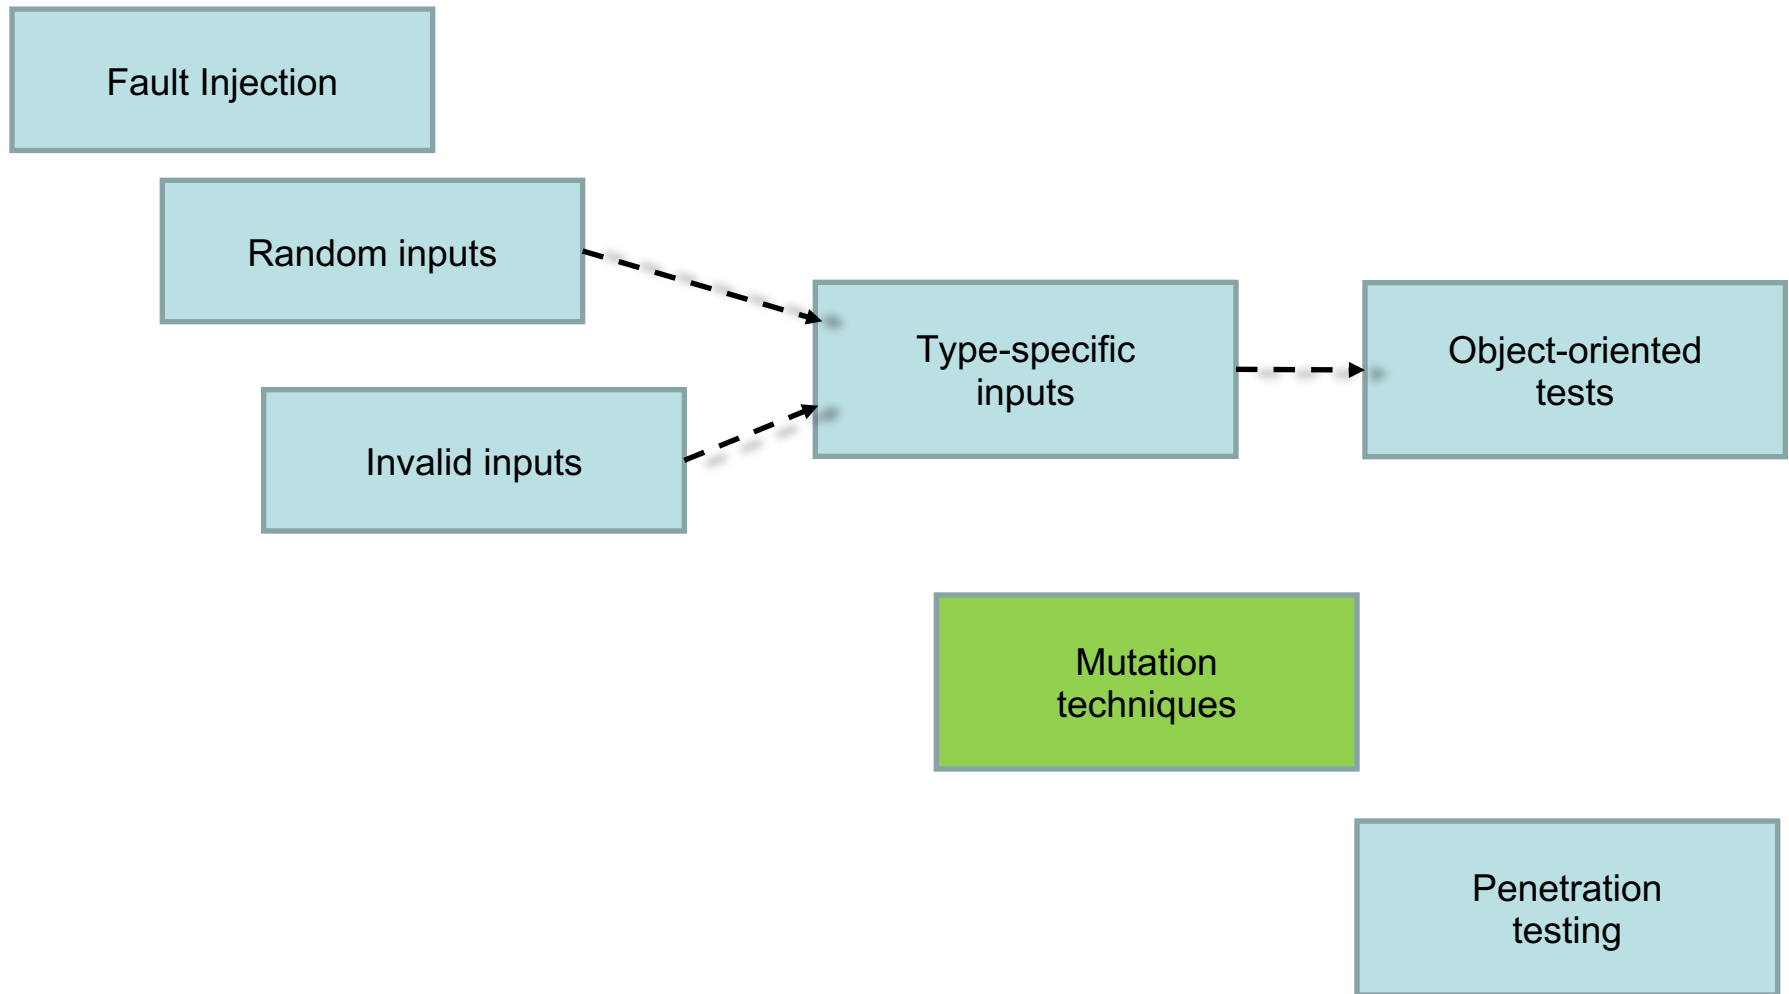 Fault Injection
Random inputs
Type-specific
inputs
Object-oriented
tests
Invalid inputs
Mutation
techniques
Penetration
testing